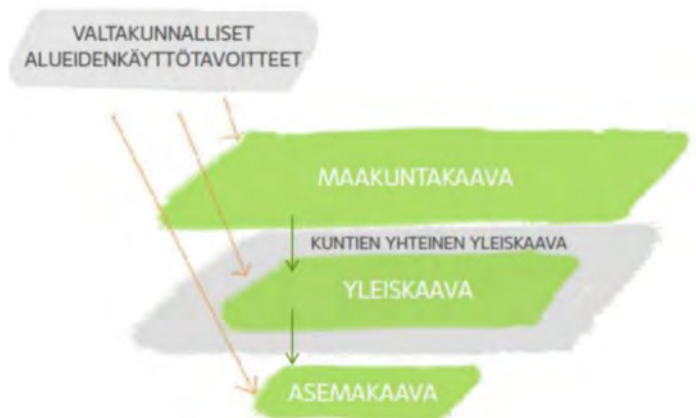 VALTAKUNNALLISET
ALUEIDENKÄYTTÖTAVOITTEET
MAAKUNTAKAAVA
KUNTIEN YHTEINEN YLEISKAAVA
YLEISKAAVA
ASEMAKAAVA